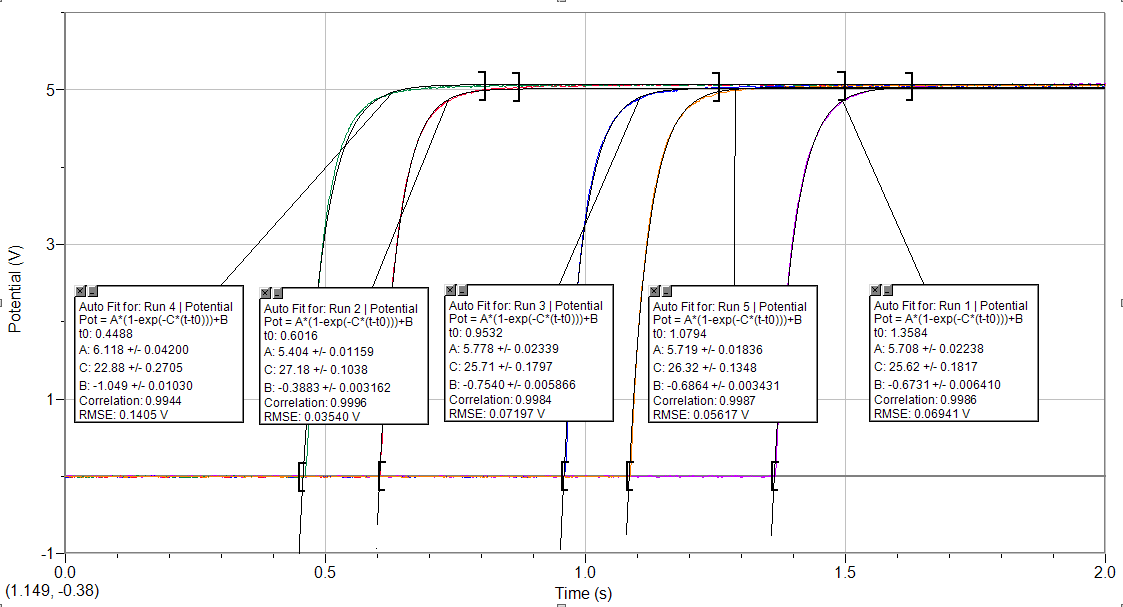 5
3
1
-1
Potential (V)
Auto Fit for: Run 4 | Potential
Pot = A*(1-exp(-C*(t-t0)))+B
t0: 0.4488
A: 6.118 +/- 0.04200
C: 22.88 +/- 0.2705
B: -1.049 +/- 0.01030
Correlation: 0.9944
RMSE: 0.1405 V
Auto Fit for: Run 2 | Potential
Pot = A*(1-exp(-C*(t-t0)))+B
t0: 0.6016
A: 5.404 +/- 0.01159
C: 27.18 +/- 0.1038
B: -0.3883 +/- 0.003162
Correlation: 0.9996
RMSE: 0.03540 V
Auto Fit for: Run 3 | Potential
Pot = A*(1-exp(-C*(t-t0)))+B
t0: 0.9532
A: 5.778 +/- 0.02339
C: 25.71 +/- 0.1797
B: -0.7540 +/- 0.005866
Correlation: 0.9984
RMSE: 0.07197 V
Auto Fit for: Run 5 | Potential
Pot = A*(1-exp(-C*(t-t0)))+B
t0: 1.0794
A: 5.719 +/- 0.01836
C: 26.32 +/- 0.1348
B: -0.6864 +/- 0.003431
Correlation: 0.9987
RMSE: 0.05617 V
Auto Fit for: Run 1 | Potential
Pot = A*(1-exp(-C*(t-t0)))+B
t0: 1.3584
A: 5.708 +/- 0.02238
C: 25.62 +/- 0.1817
B: -0.6731 +/- 0.006410
Correlation: 0.9986
RMSE: 0.06941 V
0.0 0.5 1.0 1.5 2.0
(1.149, -0.38)
Time (s)